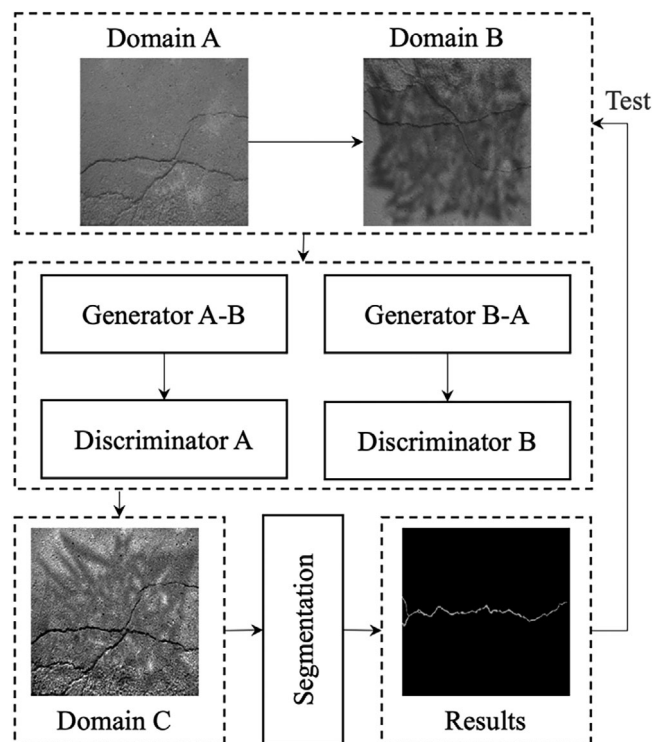 Domain A
Domain B
Test
Generator A-B
Generator B-A
Discriminator A
Discriminator B
Segmentation
Domain C
Results